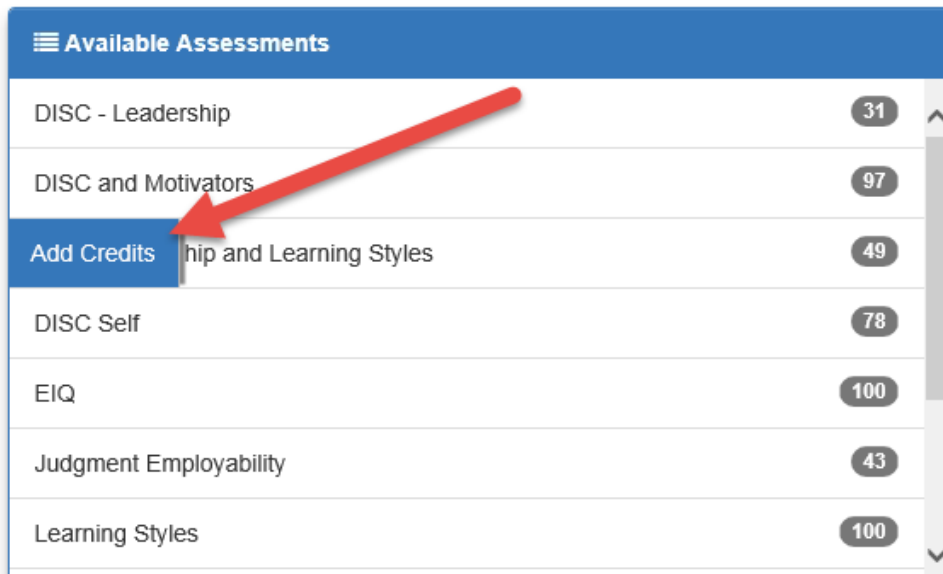 Available Assessments
DISC - Leadership 31
DISC and Motivators 97
Add Credits hip and Learning Styles 49
DISC Self 78
EIQ 100
Judgment Employability 43
Learning Styles 100